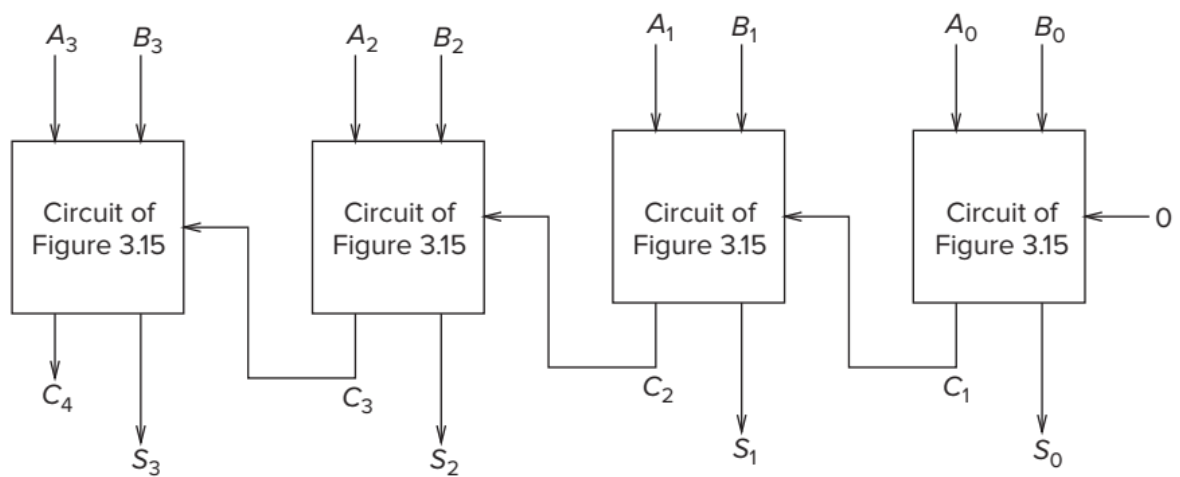 A₃ B₃ A₂ B₂ A₁ B₁ A₀ B₀
Circuit of
Figure 3.15
Circuit of
Figure 3.15
Circuit of
Figure 3.15
Circuit of
Figure 3.15
0
C₄ C₃ C₂ C₁
S₃ S₂ S₁ S₀